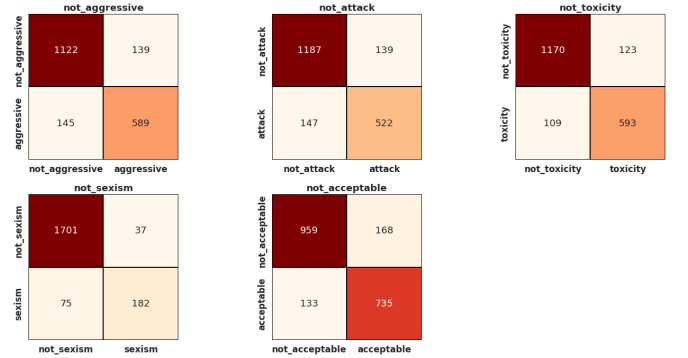 not_aggressive
not_aggressive
1122 139
aggressive
145 589
not_aggressive aggressive
not_attack
not_attack
1187 139
attack
147 522
not_attack attack
not_toxicity
not_toxicity
1170 123
toxicity
109 593
not_toxicity toxicity
not_sexism
not_sexism
1701 37
sexism
75 182
not_sexism sexism
not_acceptable
not_acceptable
959 168
acceptable
133 735
not_acceptable acceptable